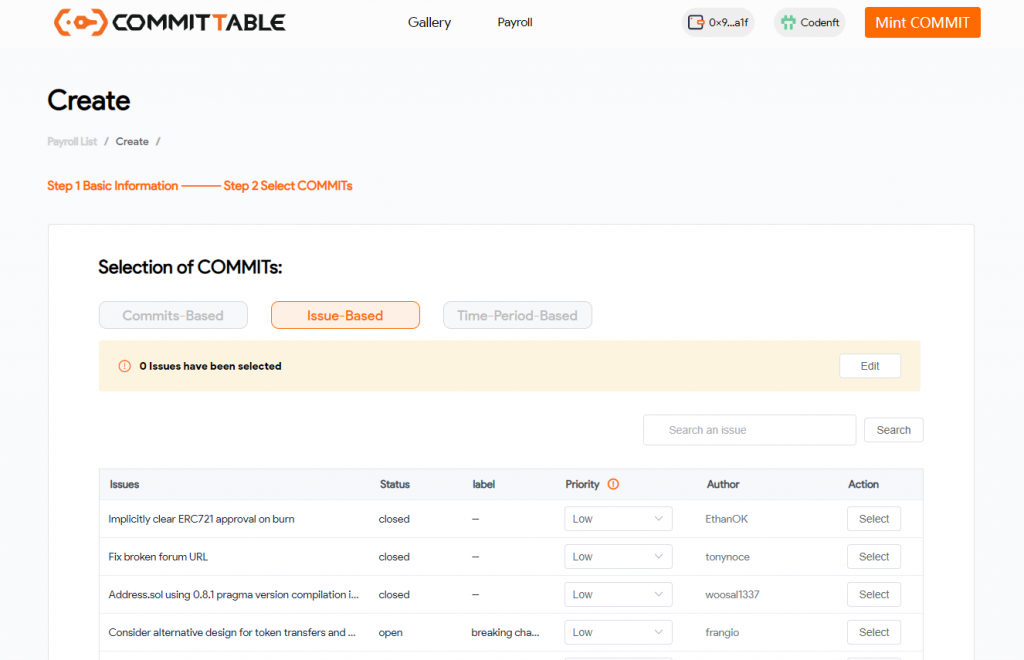 COMMITTABLE Gallery Payroll 0×9...a1f Codenft Mint COMMIT
Create
Payroll List / Create /
Step 1 Basic Information Step 2 Select COMMITs
Selection of COMMITs:
Commits-Based Issue-Based Time-Period-Based
0 Issues have been selected Edit
Search an issue Search
Issues Status label Priority Author Action
Implicitly clear ERC721 approval on burn closed – Low EthanOK Select
Fix broken forum URL closed – Low tonynoce Select
Address.sol using 0.8.1 pragma version compilation i... closed – Low woosal1337 Select
Consider alternative design for token transfers and ... open breaking cha... Low frangio Select